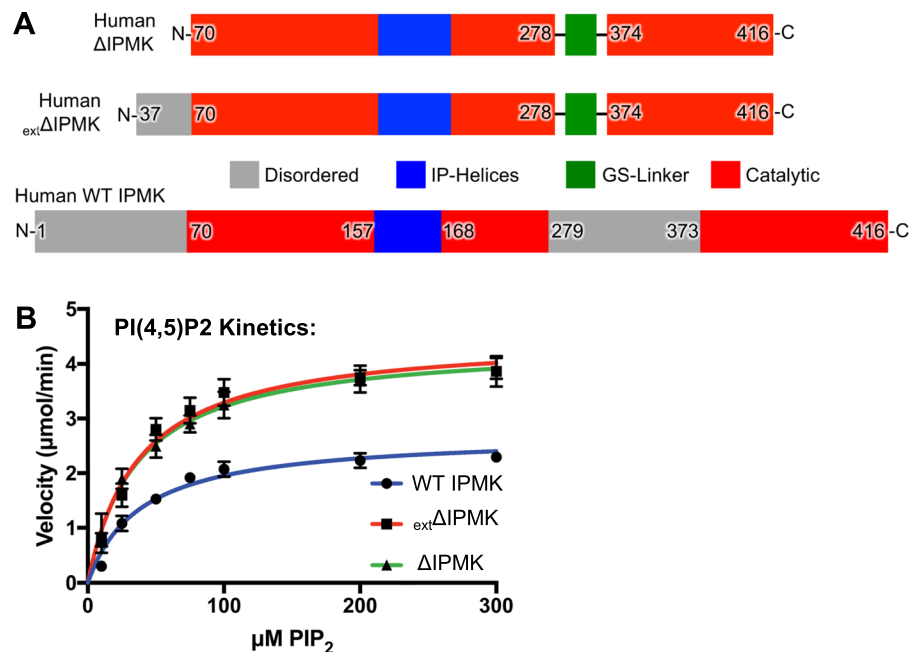 A
Human
ΔIPMK
N-70 278 374 416-C
Human
extΔIPMK
N-37 70 278 374 416-C
Disordered IP-Helices GS-Linker Catalytic
Human WT IPMK
N-1 70 157 168 279 373 416-C
B
PI(4,5)P2 Kinetics:
Velocity (µmol/min)
5
4
3
2
1
0
WT IPMK
extΔIPMK
ΔIPMK
0 100 200 300
µM PIP2